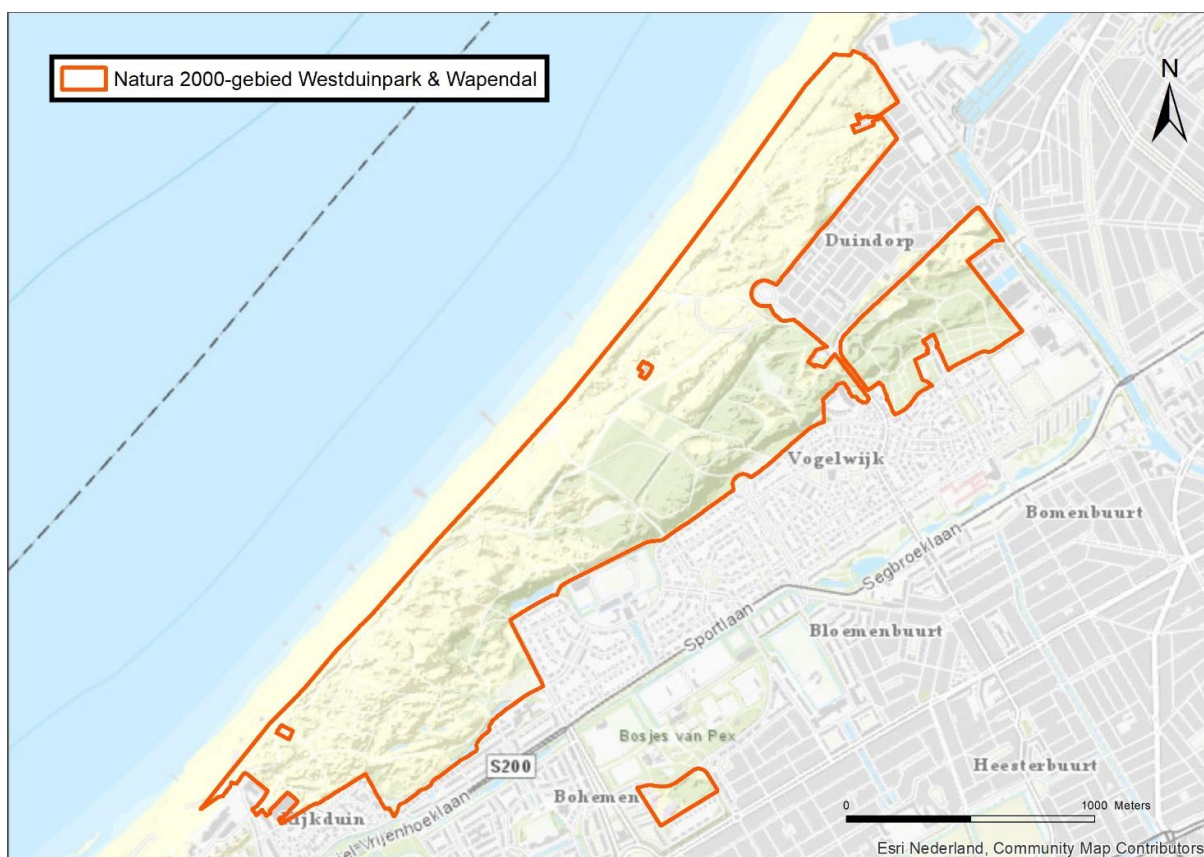 Natura 2000-gebied Westduinpark & Wapendal
N
Duindorp
Vogelwijk
Bomenbuurt
Segbroeklaan
Sportlaan
Bloemenbuurt
Bosjes van Pex
S200
Heesterbuurt
Bohemen
0 1000 Meters
Esri Nederland, Community Map Contributors